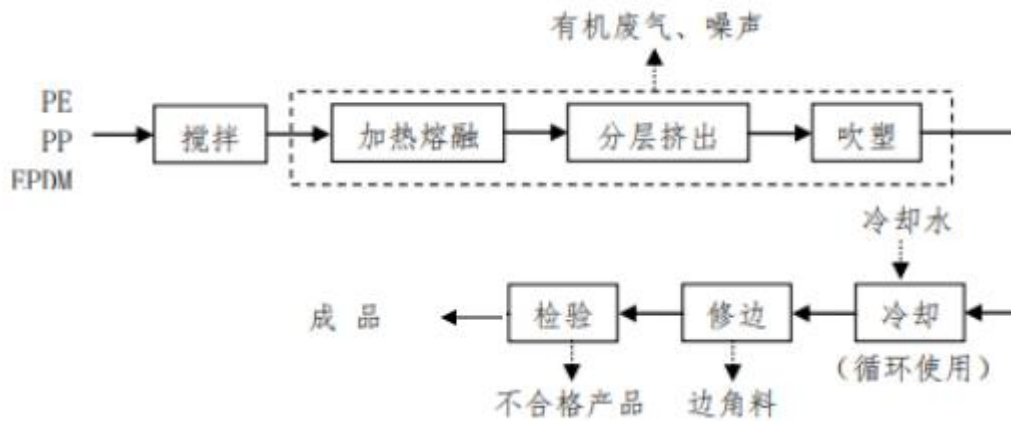 有机废气、噪声
PE
PP
EPDM
搅拌
加热熔融
分层挤出
吹塑
冷却水
成 品
检验
修边
冷却
(循环使用)
不合格产品
边角料